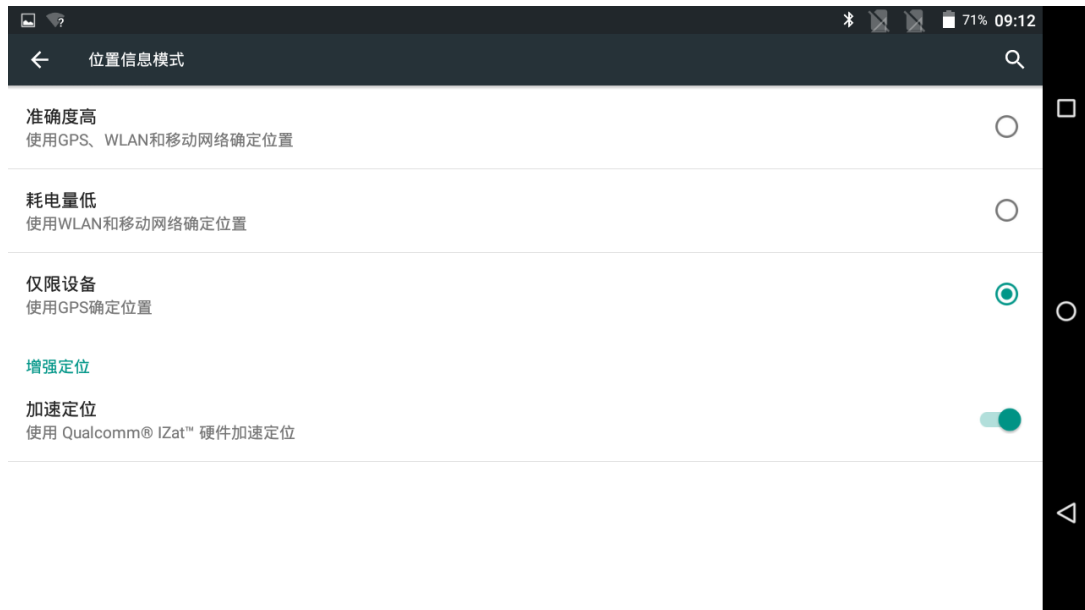 71% 09:12
位置信息模式
准确度高
使用GPS、WLAN和移动网络确定位置
耗电量低
使用WLAN和移动网络确定位置
仅限设备
使用GPS确定位置
增强定位
加速定位
使用 Qualcomm® IZat™ 硬件加速定位